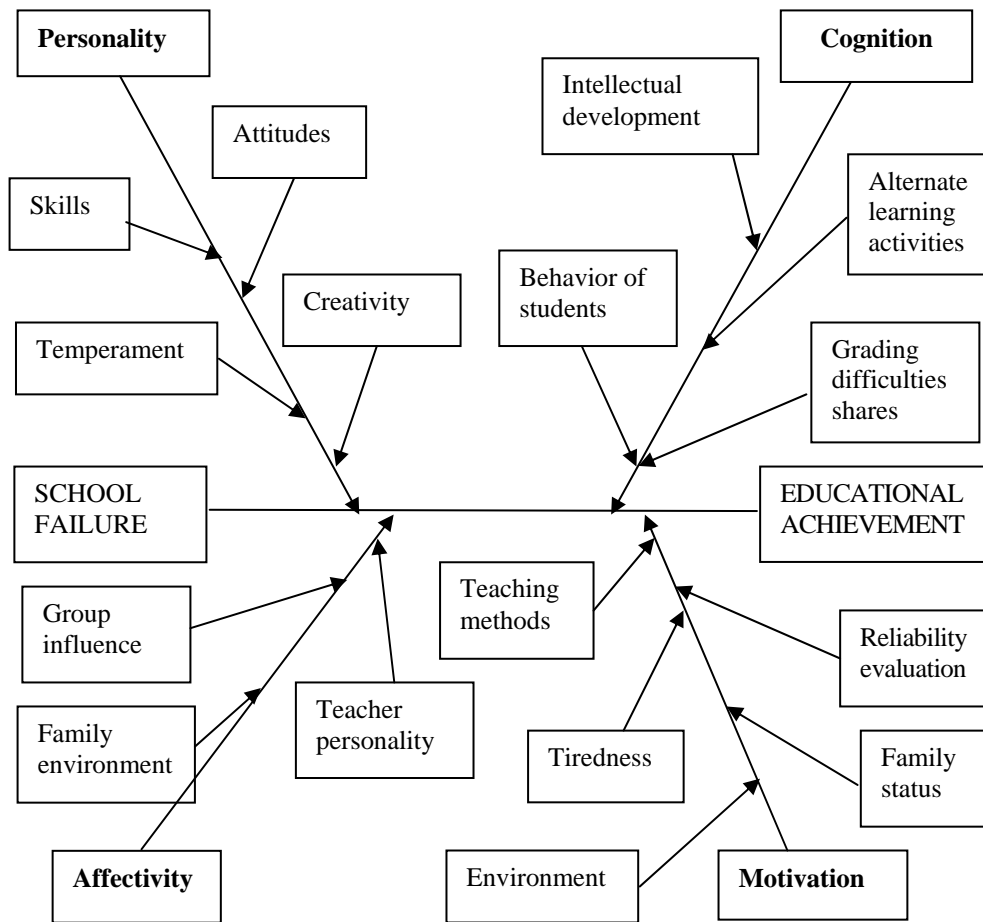 Personality
Cognition
Intellectual
development
Attitudes
Alternate
learning
activities
Skills
Behavior of
students
Creativity
Temperament
Grading
difficulties
shares
SCHOOL
FAILURE
EDUCATIONAL
ACHIEVEMENT
Teaching
methods
Group
influence
Reliability
evaluation
Teacher
personality
Family
environment
Tiredness
Family
status
Affectivity
Environment
Motivation